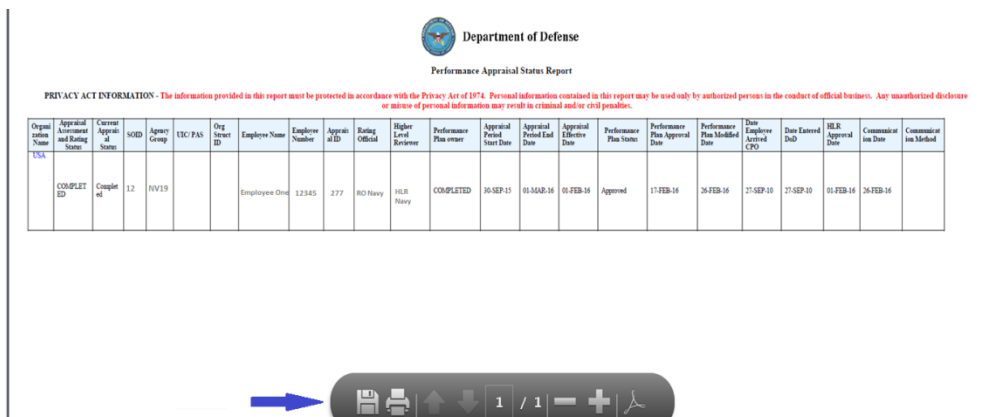 Department of Defense
Performance Appraisal Status Report
PRIVACY ACT INFORMATION - The information provided in this report must be protected in accordance with the Privacy Act of 1974. Personal information contained in this report may be used only by authorized persons in the conduct of official business. Any unauthorized disclosure
or misuse of personal information may result in criminal and/or civil penalties.
Organi zation Name | Appraisal Assessment and Rating Status | Current Apprais al Status | SOID | Agency Group | UIC/ PAS | Org Struct ID | Employee Name | Employee Number | Apprais al ID | Rating Official | Higher Level Reviewer | Performance Plan owner | Appraisal Period Start Date | Appraisal Period End Date | Appraisal Effective Date | Performance Plan Status | Performance Plan Approval Date | Performance Plan Modified Date | Date Employee Arrived CPO | Date Entered DoD | HLR Approval Date | Communicat ion Date | Communicat ion Method
USA
COMPLET ED | Complet ed | 12 | NV19 | Employee One | 12345 | 277 | RO Navy | HLR Navy | COMPLETED | 30-SEP-15 | 01-MAR-16 | 01-FEB-16 | Approved | 17-FEB-16 | 26-FEB-16 | 27-SEP-10 | 27-SEP-10 | 01-FEB-16 | 26-FEB-16
1 / 1